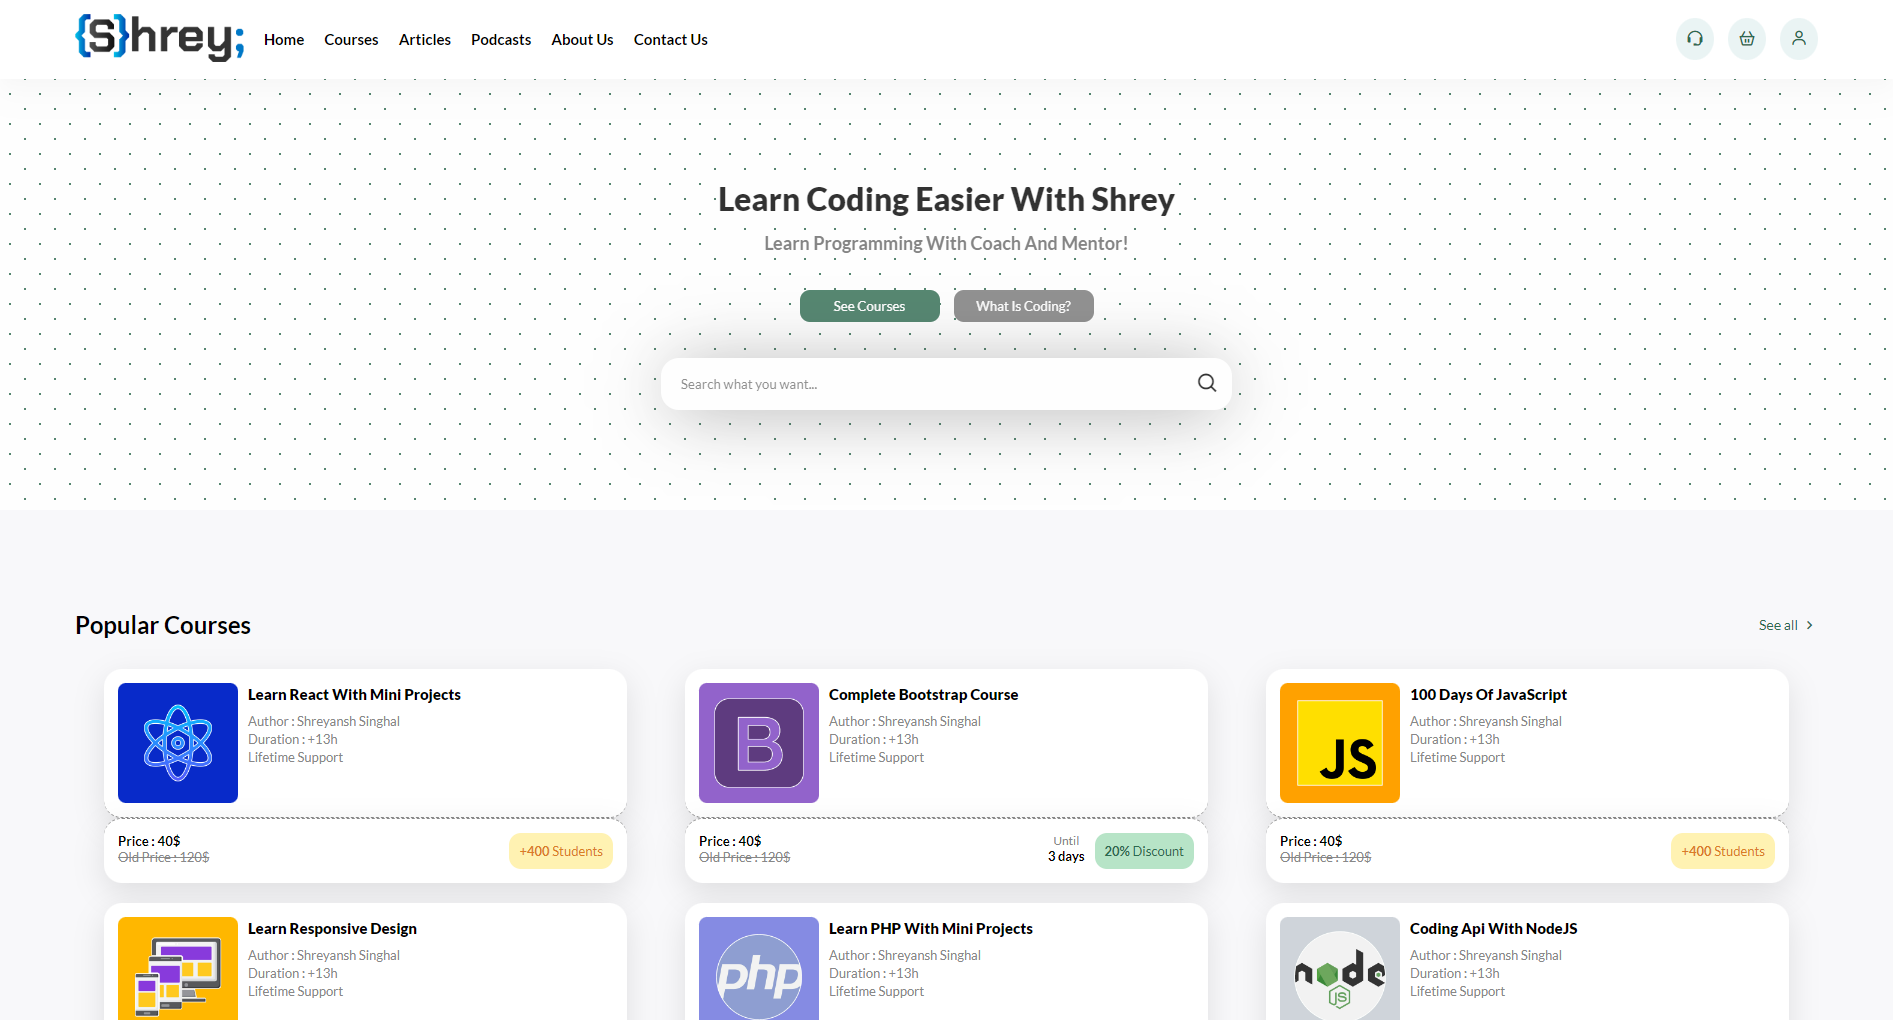 {S}hrey;
Home Courses Articles Podcasts About Us Contact Us
Learn Coding Easier With Shrey
Learn Programming With Coach And Mentor!
See Courses What Is Coding?
Search what you want...
Popular Courses See all
Learn React With Mini Projects
Author : Shreyansh Singhal
Duration : +13h
Lifetime Support
Price : 40$
Old Price : 120$
+400 Students
B
Complete Bootstrap Course
Author : Shreyansh Singhal
Duration : +13h
Lifetime Support
Price : 40$
Old Price : 120$
Until
3 days
20% Discount
JS
100 Days Of JavaScript
Author : Shreyansh Singhal
Duration : +13h
Lifetime Support
Price : 40$
Old Price : 120$
+400 Students
Learn Responsive Design
Author : Shreyansh Singhal
Duration : +13h
Lifetime Support
php
Learn PHP With Mini Projects
Author : Shreyansh Singhal
Duration : +13h
Lifetime Support
node
JS
Coding Api With NodeJS
Author : Shreyansh Singhal
Duration : +13h
Lifetime Support